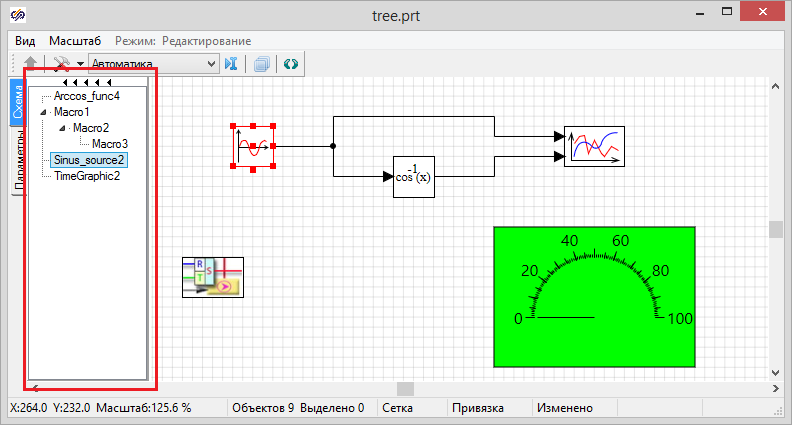 tree.prt
Вид Масштаб Режим: Редактирование
Автоматика
Схема
Параметры
Arccos_func4
Macro1
Macro2
Macro3
Sinus_source2
TimeGraphic2
-1
cos (x)
R
S
T
0
20
40
60
80
100
X:264.0 Y:232.0 Масштаб:125.6 % Объектов 9 Выделено 0 Сетка Привязка Изменено